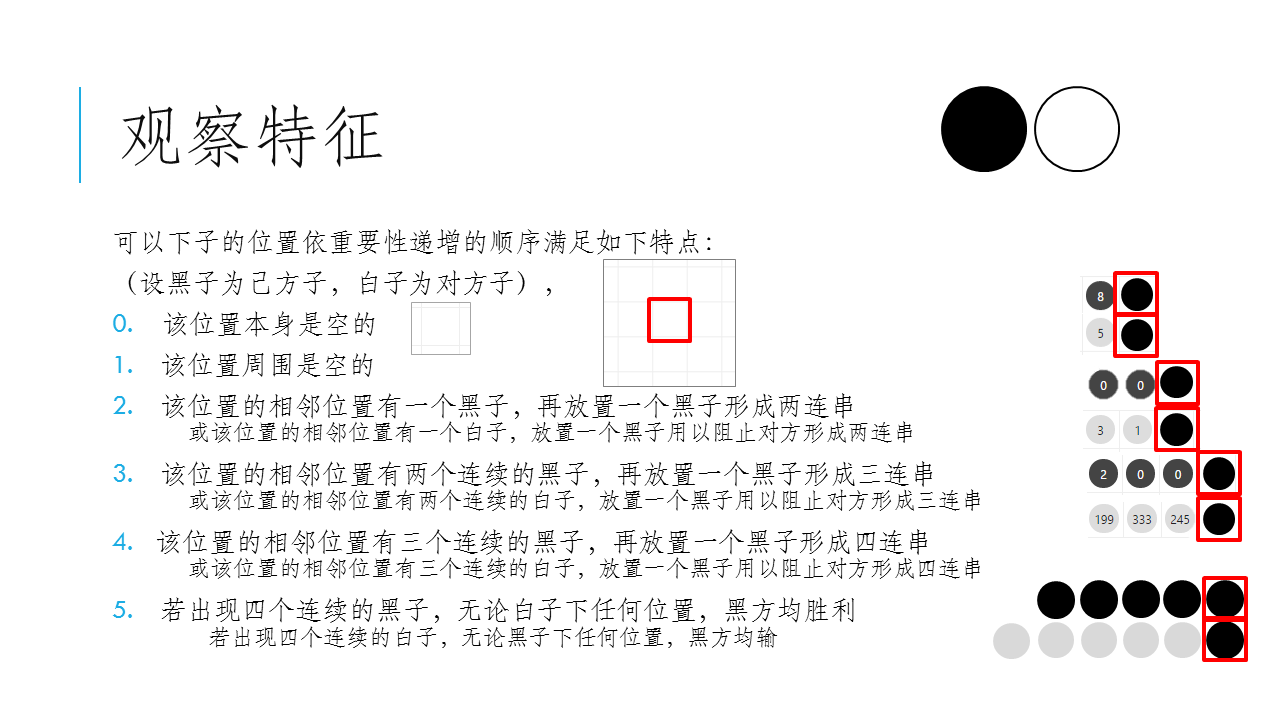 观察特征
可以下子的位置依重要性递增的顺序满足如下特点：
（设黑子为己方子，白子为对方子），
0. 该位置本身是空的
1. 该位置周围是空的
2. 该位置的相邻位置有一个黑子，再放置一个黑子形成两连串
或该位置的相邻位置有一个白子，放置一个黑子用以阻止对方形成两连串
3. 该位置的相邻位置有两个连续的黑子，再放置一个黑子形成三连串
或该位置的相邻位置有两个连续的白子，放置一个黑子用以阻止对方形成三连串
4. 该位置的相邻位置有三个连续的黑子，再放置一个黑子形成四连串
或该位置的相邻位置有三个连续的白子，放置一个黑子用以阻止对方形成四连串
5. 若出现四个连续的黑子，无论白子下任何位置，黑方均胜利
若出现四个连续的白子，无论黑子下任何位置，黑方均输
8
5
0 0
3 1
2 0 0
199 333 245